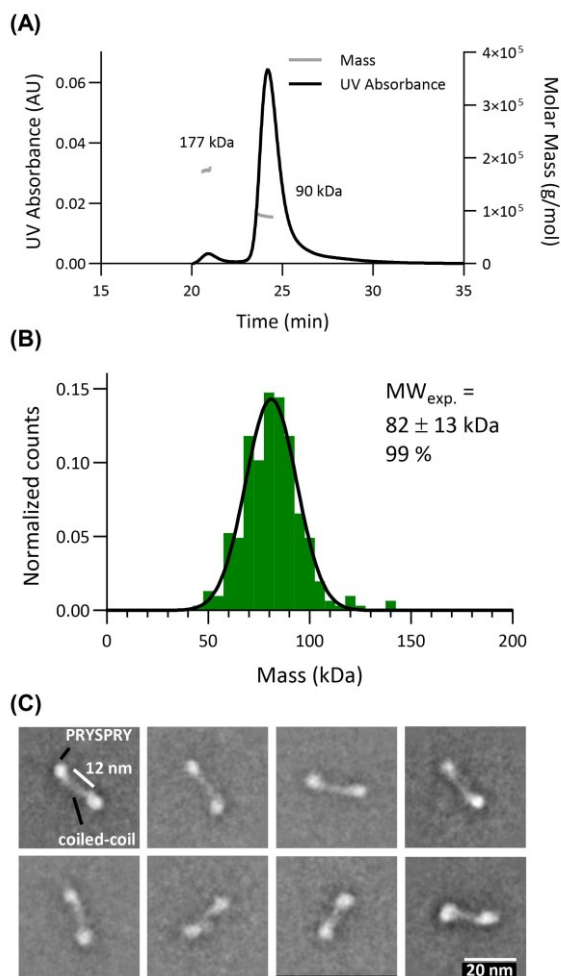 (A)
Mass
UV Absorbance
177 kDa
90 kDa
UV Absorbance (AU)
0.06
0.04
0.02
0.00
4×10⁵
3×10⁵
2×10⁵
1×10⁵
0
Molar Mass (g/mol)
15 20 25 30 35
Time (min)
(B)
MWexp. =
82 ± 13 kDa
99 %
Normalized counts
0.15
0.10
0.05
0.00
0 50 100 150 200
Mass (kDa)
(C)
PRYSPRY
12 nm
coiled-coil
20 nm